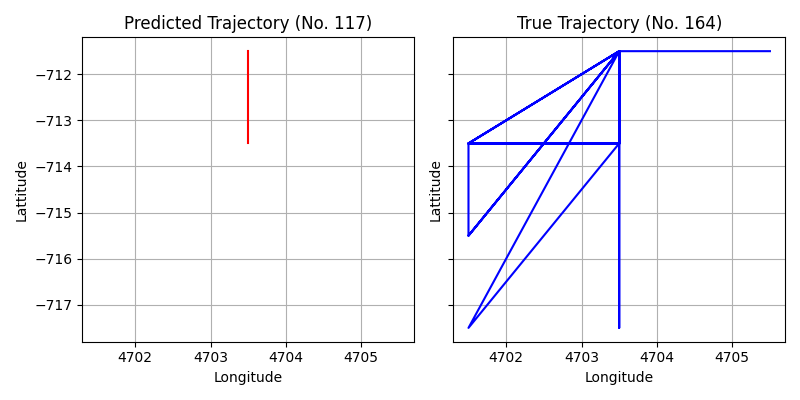 Predicted Trajectory (No. 117)
True Trajectory (No. 164)
Lattitude
−712
−713
−714
−715
−716
−717
4702
4703
4704
4705
Longitude
Lattitude
4702
4703
4704
4705
Longitude